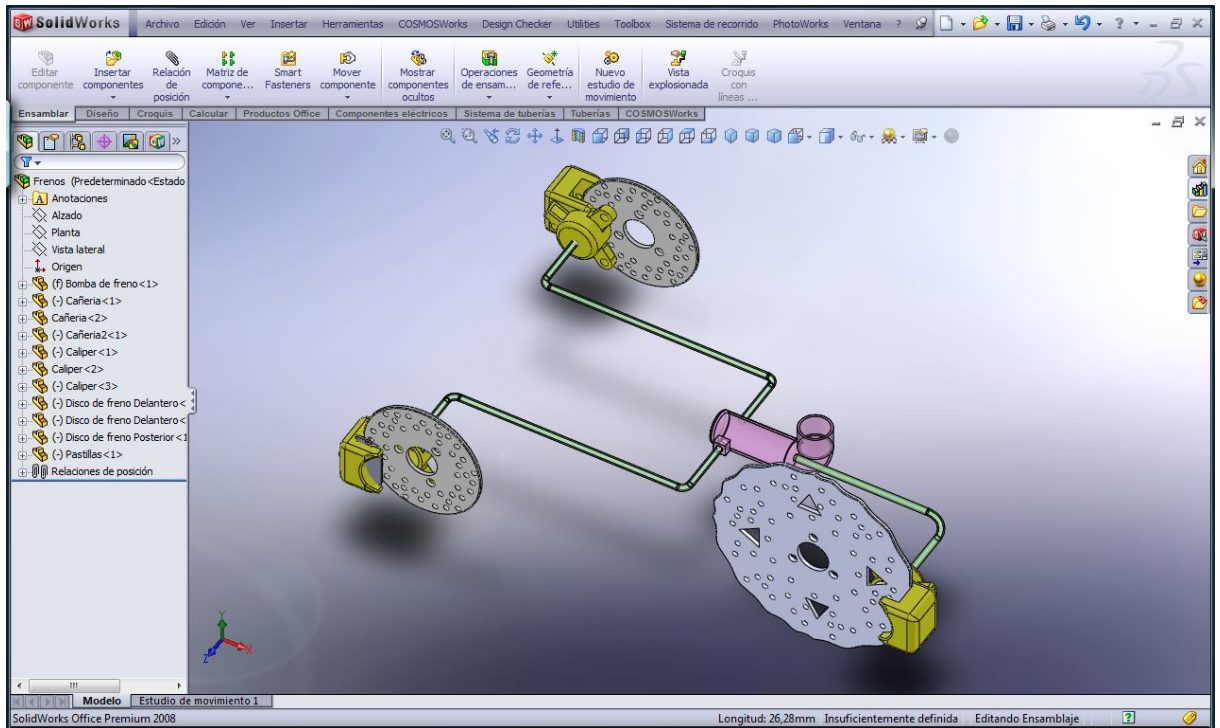 SolidWorks Archivo Edición Ver Insertar Herramientas COSMOSWorks Design Checker Utilities Toolbox Sistema de recorrido PhotoWorks Ventana ?
Editar componente
Insertar componentes
Relación de posición
Matriz de compone...
Smart Fasteners
Mover componente
Mostrar componentes ocultos
Operaciones de ensam...
Geometría de refe...
Nuevo estudio de movimiento
Vista explosionada
Croquis con líneas ...
Ensamblar Diseño Croquis Calcular Productos Office Componentes eléctricos Sistema de tuberías Tuberías COSMOSWorks
Frenos (Predeterminado<Estado
Anotaciones
Alzado
Planta
Vista lateral
Origen
(f) Bomba de freno<1>
(-) Cañeria<1>
Cañeria<2>
(-) Cañeria2<1>
(-) Caliper<1>
Caliper<2>
(-) Caliper<3>
(-) Disco de freno Delantero<
(-) Disco de freno Delantero<
(-) Disco de freno Posterior<1
(-) Pastillas<1>
Relaciones de posición
Y
X
Z
Modelo Estudio de movimiento 1
SolidWorks Office Premium 2008 Longitud: 26,28mm Insuficientemente definida Editando Ensamblaje ?